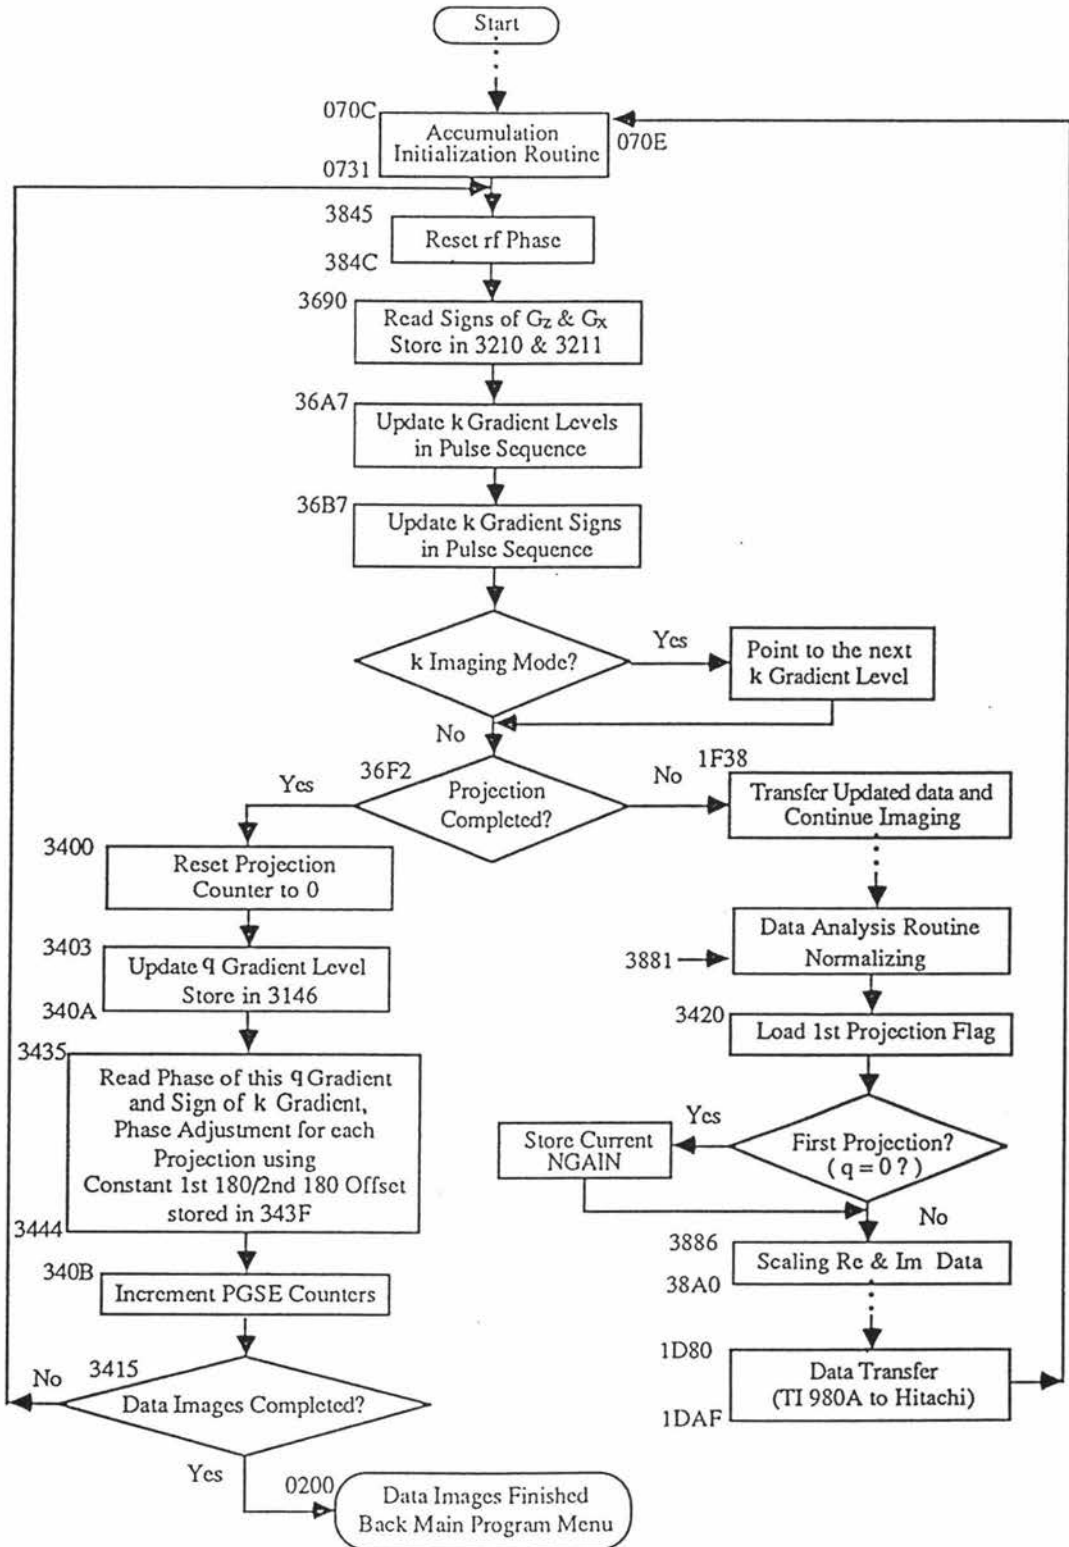 Start
070C
Accumulation
Initialization Routine
070E
0731
3845
Reset rf Phase
384C
3690
Read Signs of Gz & Gx
Store in 3210 & 3211
36A7
Update k Gradient Levels
in Pulse Sequence
36B7
Update k Gradient Signs
in Pulse Sequence
k Imaging Mode?
Yes
Point to the next
k Gradient Level
No
36F2
Yes
Projection
Completed?
No
1F38
Transfer Updated data and
Continue Imaging
3400
Reset Projection
Counter to 0
3403
Update q Gradient Level
Store in 3146
340A
3881
Data Analysis Routine
Normalizing
3420
Load 1st Projection Flag
3435
Read Phase of this q Gradient
and Sign of k Gradient,
Phase Adjustment for each
Projection using
Constant 1st 180/2nd 180 Offset
stored in 343F
3444
Yes
First Projection?
( q = 0 ? )
Store Current
NGAIN
No
3886
Scaling Re & Im Data
38A0
340B
Increment PGSE Counters
1D80
Data Transfer
(TI 980A to Hitachi)
1DAF
No
3415
Data Images Completed?
Yes
0200
Data Images Finished
Back Main Program Menu